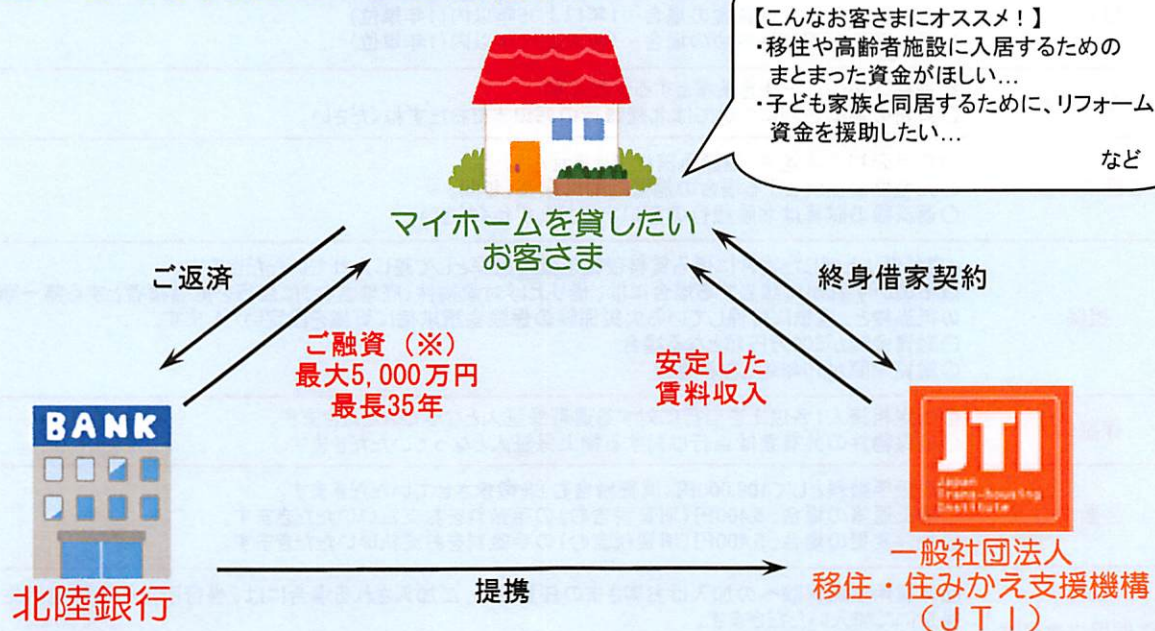 【こんなお客さまにオススメ！】
・移住や高齢者施設に入居するための
まとまった資金がほしい…
・子ども家族と同居するために、リフォーム
資金を援助したい…
など
マイホームを貸したい
お客さま
ご返済
終身借家契約
ご融資（※）
最大5,000万円
最長35年
安定した
賃料収入
BANK
JTI
Japan
Trans-housing
Institute
北陸銀行
提携
一般社団法人
移住・住みかえ支援機構
（JTI）